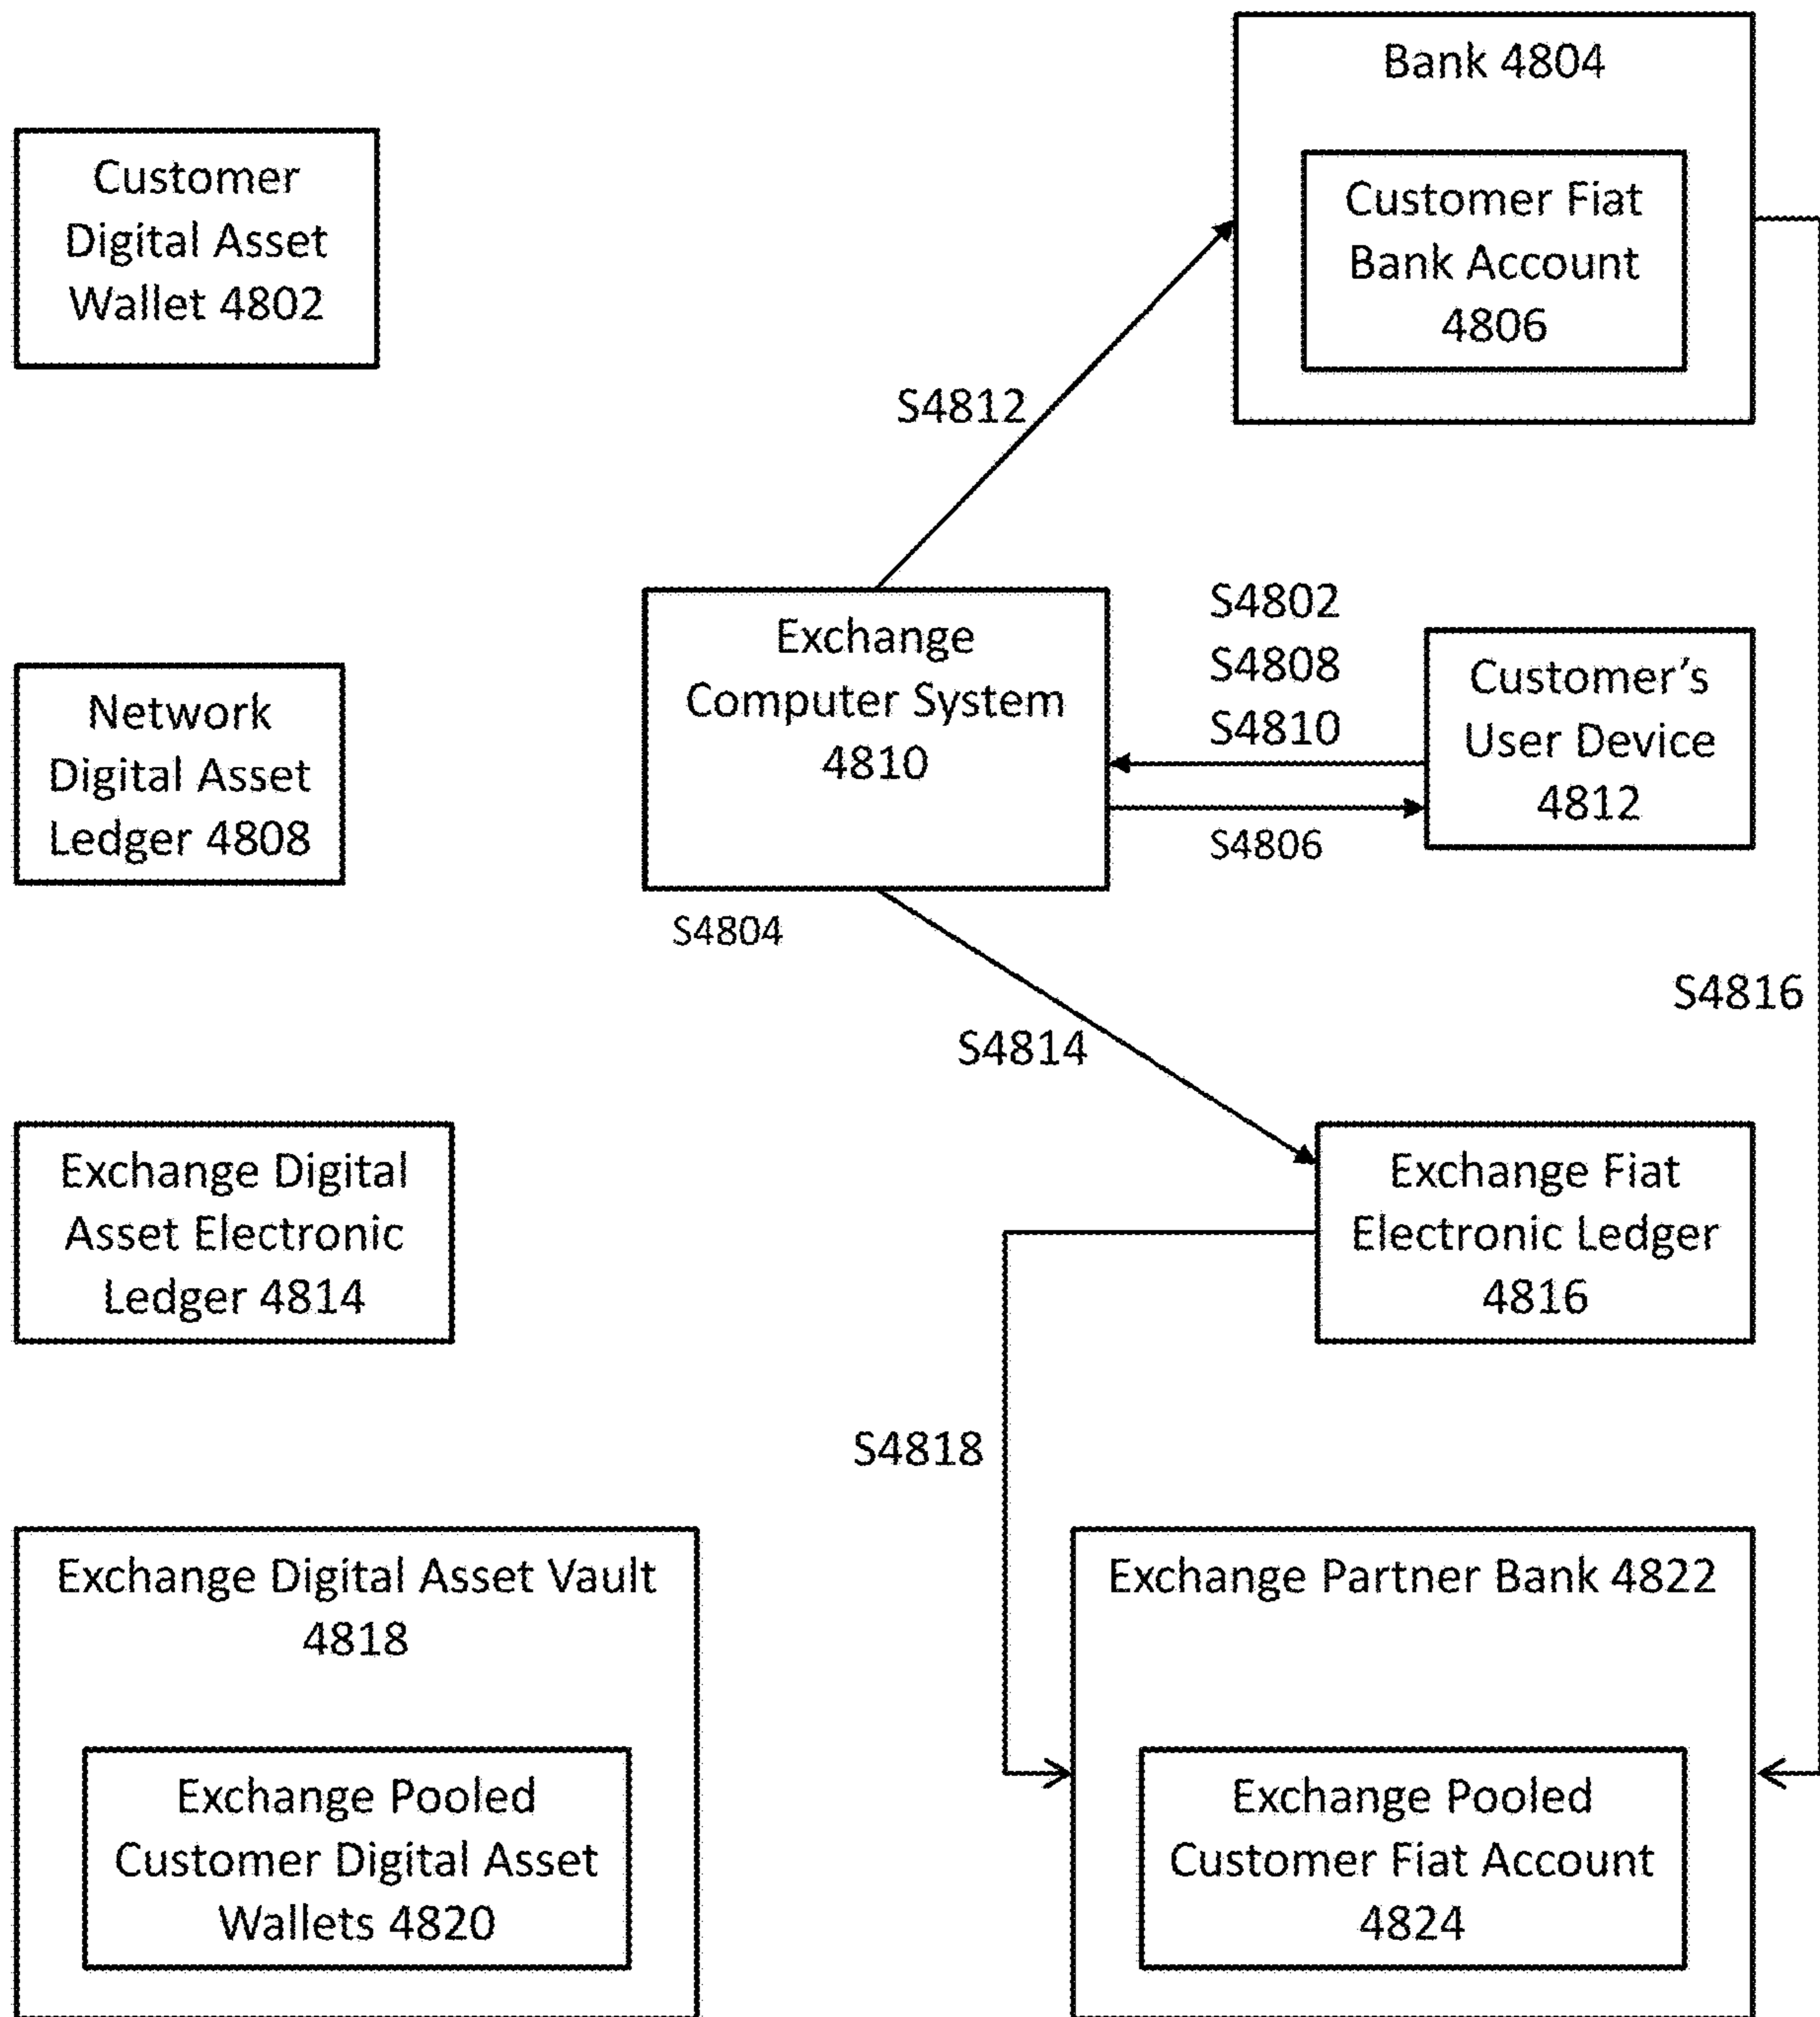 Bank 4804
Customer
Digital Asset
Wallet 4802
Customer Fiat
Bank Account
4806
S4812
Exchange
Computer System
4810
S4802
S4808
S4810
Customer's
User Device
4812
S4806
Network
Digital Asset
Ledger 4808
S4804
S4816
S4814
Exchange Digital
Asset Electronic
Ledger 4814
Exchange Fiat
Electronic Ledger
4816
S4818
Exchange Digital Asset Vault
4818
Exchange Pooled
Customer Digital Asset
Wallets 4820
Exchange Partner Bank 4822
Exchange Pooled
Customer Fiat Account
4824